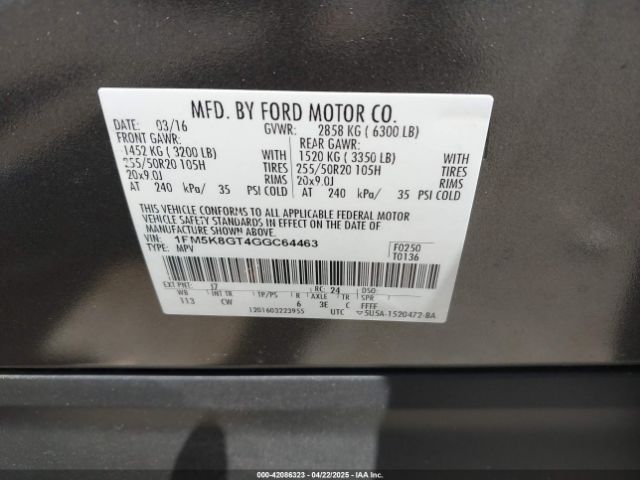 MFD. BY FORD MOTOR CO.
DATE: 03/16 GVWR: 2858 KG ( 6300 LB)
FRONT GAWR: REAR GAWR:
1452 KG ( 3200 LB) WITH 1520 KG ( 3350 LB) WITH
255/50R20 105H TIRES 255/50R20 105H TIRES
20x9.0J RIMS 20x9.0J RIMS
AT 240 kPa/ 35 PSI COLD AT 240 kPa/ 35 PSI COLD
THIS VEHICLE CONFORMS TO ALL APPLICABLE FEDERAL MOTOR
VEHICLE SAFETY STANDARDS IN EFFECT ON THE DATE OF
MANUFACTURE SHOWN ABOVE.
VIN: 1FM5K8GT4GGC64463 F0250
TYPE: MPV T0136
EXT PNT: J7 RC: 24 DSO
WB INT TR TP/PS R AXLE TR SPR
113 CW 6 3E C FFFF
1201603223955 UTC 5U5A-1520472-BA
000-42086323 - 04/22/2025 - IAAI.COM